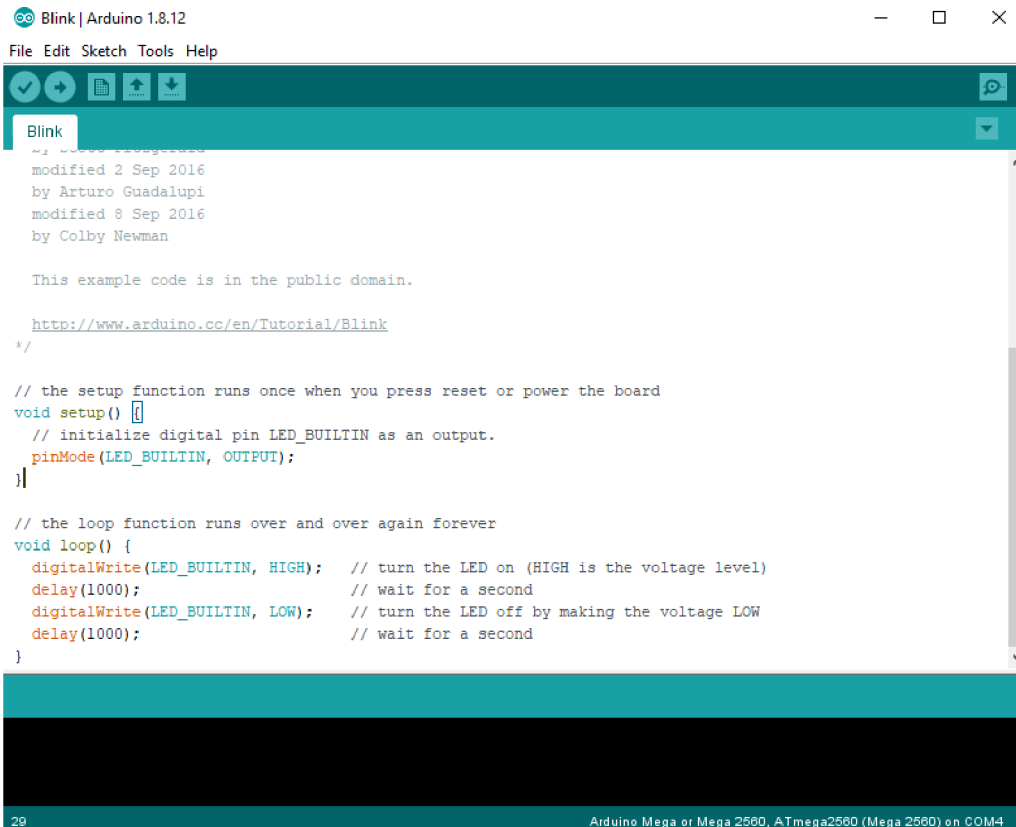 Blink | Arduino 1.8.12
File Edit Sketch Tools Help
Blink
modified 2 Sep 2016
by Arturo Guadalupi
modified 8 Sep 2016
by Colby Newman
This example code is in the public domain.
http://www.arduino.cc/en/Tutorial/Blink
*/
// the setup function runs once when you press reset or power the board
void setup() {
// initialize digital pin LED_BUILTIN as an output.
pinMode(LED_BUILTIN, OUTPUT);
}
// the loop function runs over and over again forever
void loop() {
digitalWrite(LED_BUILTIN, HIGH); // turn the LED on (HIGH is the voltage level)
delay(1000); // wait for a second
digitalWrite(LED_BUILTIN, LOW); // turn the LED off by making the voltage LOW
delay(1000); // wait for a second
}
29 Arduino Mega or Mega 2560, ATmega2560 (Mega 2560) on COM4